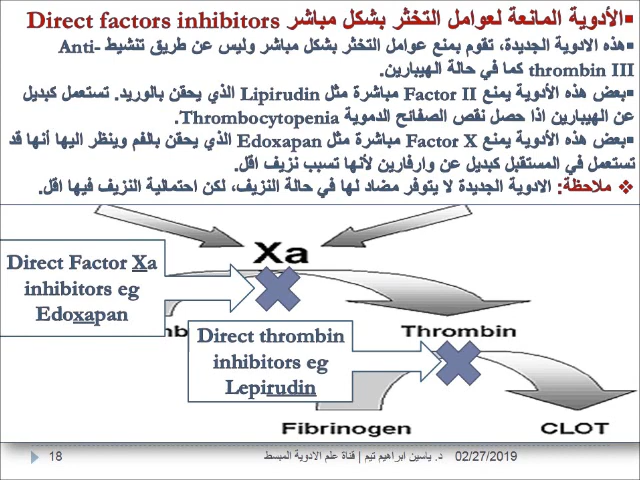 ▪الأدوية المانعة لعوامل التخثر بشكل مباشر Direct factors inhibitors
▪هذه الادوية الجديدة، تقوم بمنع عوامل التخثر بشكل مباشر وليس عن طريق تنشيط Anti-
thrombin III كما في حالة الهيبارين.
▪بعض هذه الأدوية يمنع Factor II مباشرة مثل Lipirudin الذي يحقن بالوريد. تستعمل كبديل
عن الهيبارين اذا حصل نقص الصفائح الدموية Thrombocytopenia.
▪بعض هذه الأدوية يمنع Factor X مباشرة مثل Edoxapan الذي يحقن بالفم وينظر اليها أنها قد
تستعمل في المستقبل كبديل عن وارفارين لأنها تسبب نزيف اقل.
❖ ملاحظة: الادوية الجديدة لا يتوفر مضاد لها في حالة النزيف، لكن احتمالية النزيف فيها اقل.
Xa
Direct Factor Xa
inhibitors eg
Edoxapan
Thrombin
Direct thrombin
inhibitors eg
Lepirudin
Fibrinogen
CLOT
18
د. ياسين ابراهيم تيم | قناة علم الادوية المبسط
02/27/2019